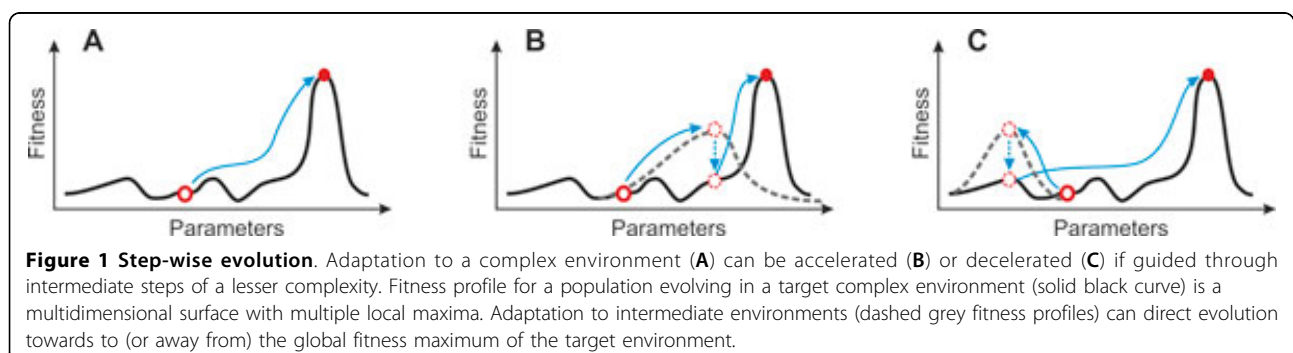 A
B
C
Fitness
Fitness
Fitness
Parameters
Parameters
Parameters
Figure 1 Step-wise evolution. Adaptation to a complex environment (A) can be accelerated (B) or decelerated (C) if guided through
intermediate steps of a lesser complexity. Fitness profile for a population evolving in a target complex environment (solid black curve) is a
multidimensional surface with multiple local maxima. Adaptation to intermediate environments (dashed grey fitness profiles) can direct evolution
towards to (or away from) the global fitness maximum of the target environment.